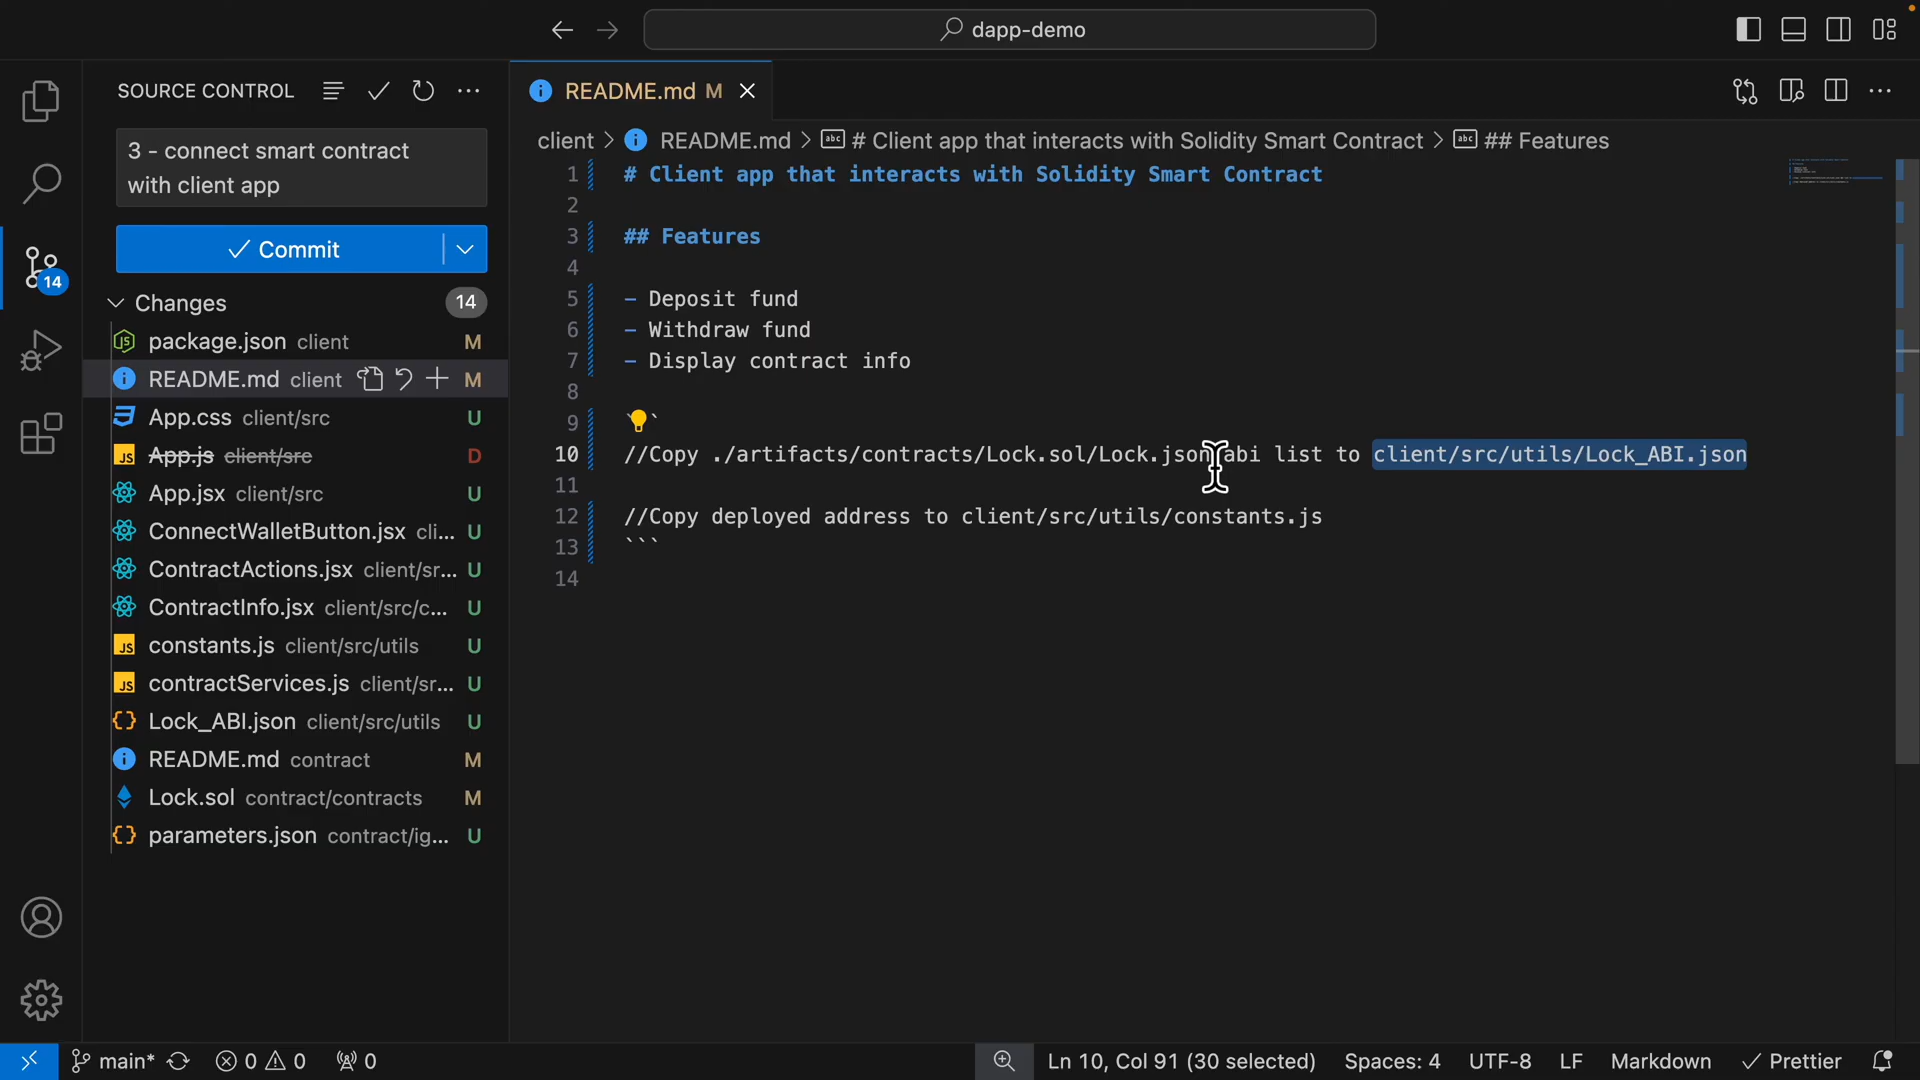 dapp-demo
SOURCE CONTROL
3 - connect smart contract
with client app
Commit
14
Changes 14
package.json client M
README.md client M
App.css client/src U
App.js client/src D
App.jsx client/src U
ConnectWalletButton.jsx cli... U
ContractActions.jsx client/sr... U
ContractInfo.jsx client/src/c... U
constants.js client/src/utils U
contractServices.js client/sr... U
Lock_ABI.json client/src/utils U
README.md contract M
Lock.sol contract/contracts M
parameters.json contract/ig... U
README.md M
client > README.md > # Client app that interacts with Solidity Smart Contract > ## Features
1 # Client app that interacts with Solidity Smart Contract
2
3 ## Features
4
5 - Deposit fund
6 - Withdraw fund
7 - Display contract info
8
9 ```
10 //Copy ./artifacts/contracts/Lock.sol/Lock.json abi list to client/src/utils/Lock_ABI.json
11
12 //Copy deployed address to client/src/utils/constants.js
13 ```
14
main* 0 0 0 Ln 10, Col 91 (30 selected) Spaces: 4 UTF-8 LF Markdown Prettier